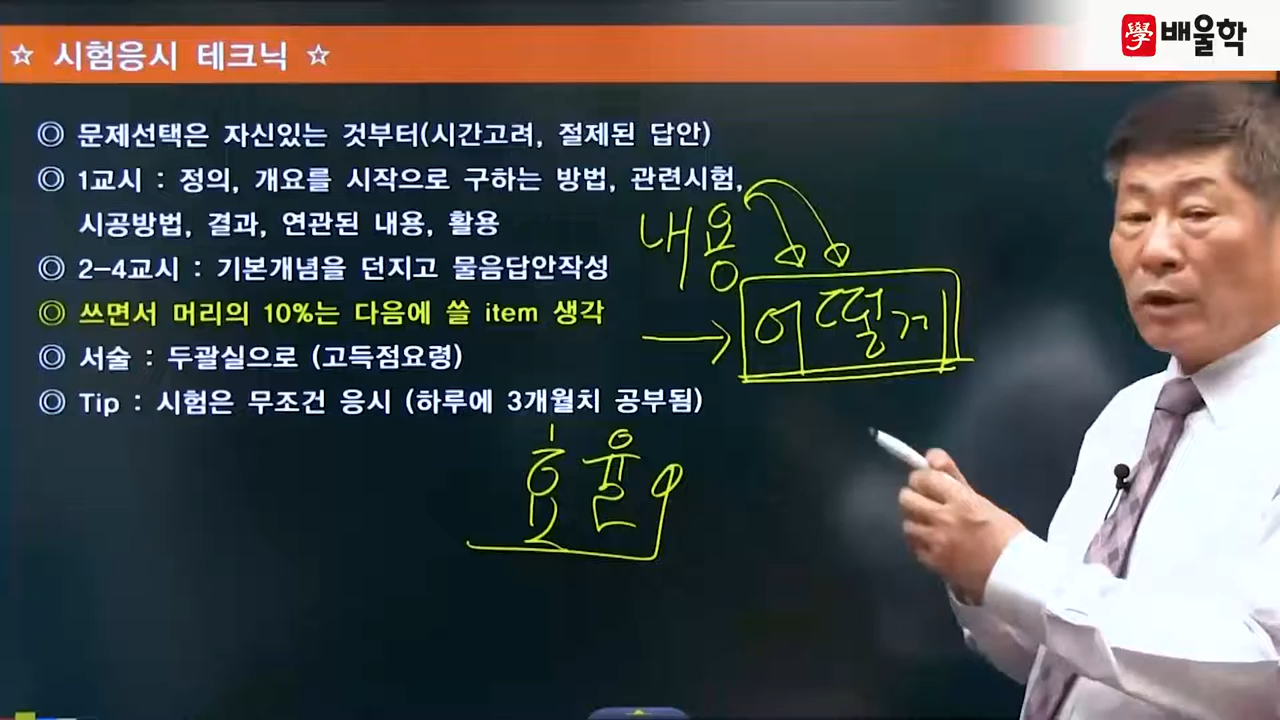 學 배울학
☆ 시험응시 테크닉 ☆
◎ 문제선택은 자신있는 것부터(시간고려, 절제된 답안)
◎ 1교시 : 정의, 개요를 시작으로 구하는 방법, 관련시험,
시공방법, 결과, 연관된 내용, 활용
◎ 2-4교시 : 기본개념을 던지고 물음답안작성
◎ 쓰면서 머리의 10%는 다음에 쓸 item 생각
◎ 서술 : 두괄실으로 (고득점요령)
◎ Tip : 시험은 무조건 응시 (하루에 3개월치 공부됨)
내용
→ 어떻게
효율